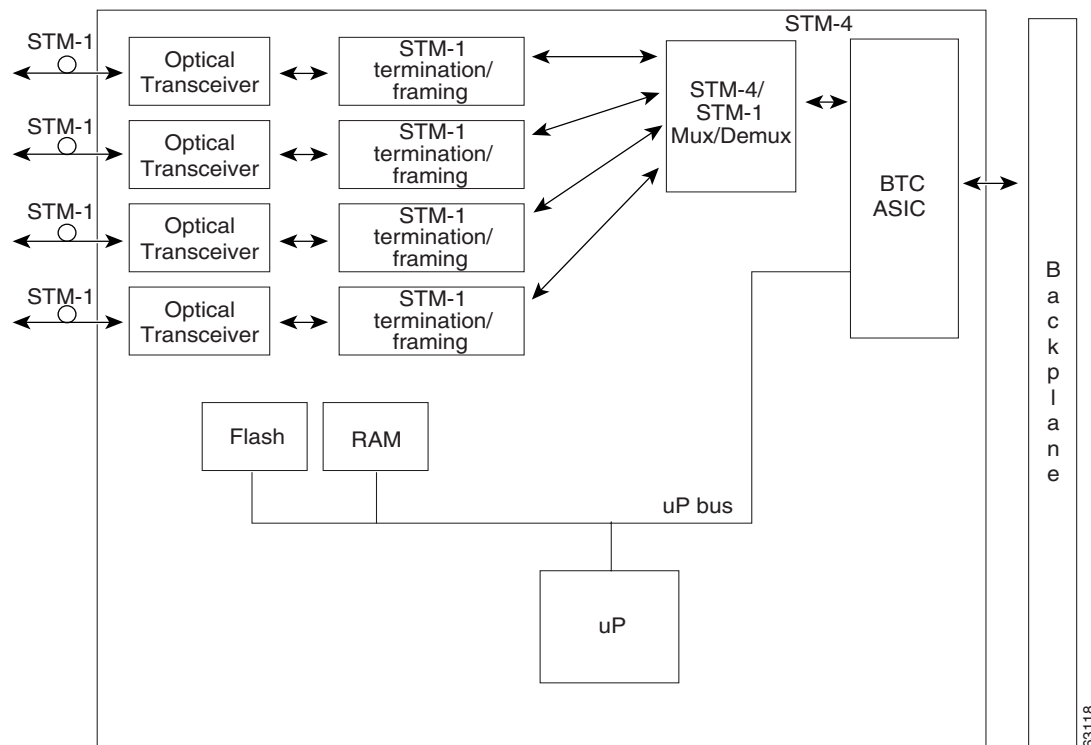 STM-1
Optical
Transceiver
STM-1
termination/
framing
STM-1
Optical
Transceiver
STM-1
termination/
framing
STM-1
Optical
Transceiver
STM-1
termination/
framing
STM-1
Optical
Transceiver
STM-1
termination/
framing
STM-4/
STM-1
Mux/Demux
STM-4
BTC
ASIC
Backplane
Flash
RAM
uP bus
uP
63118